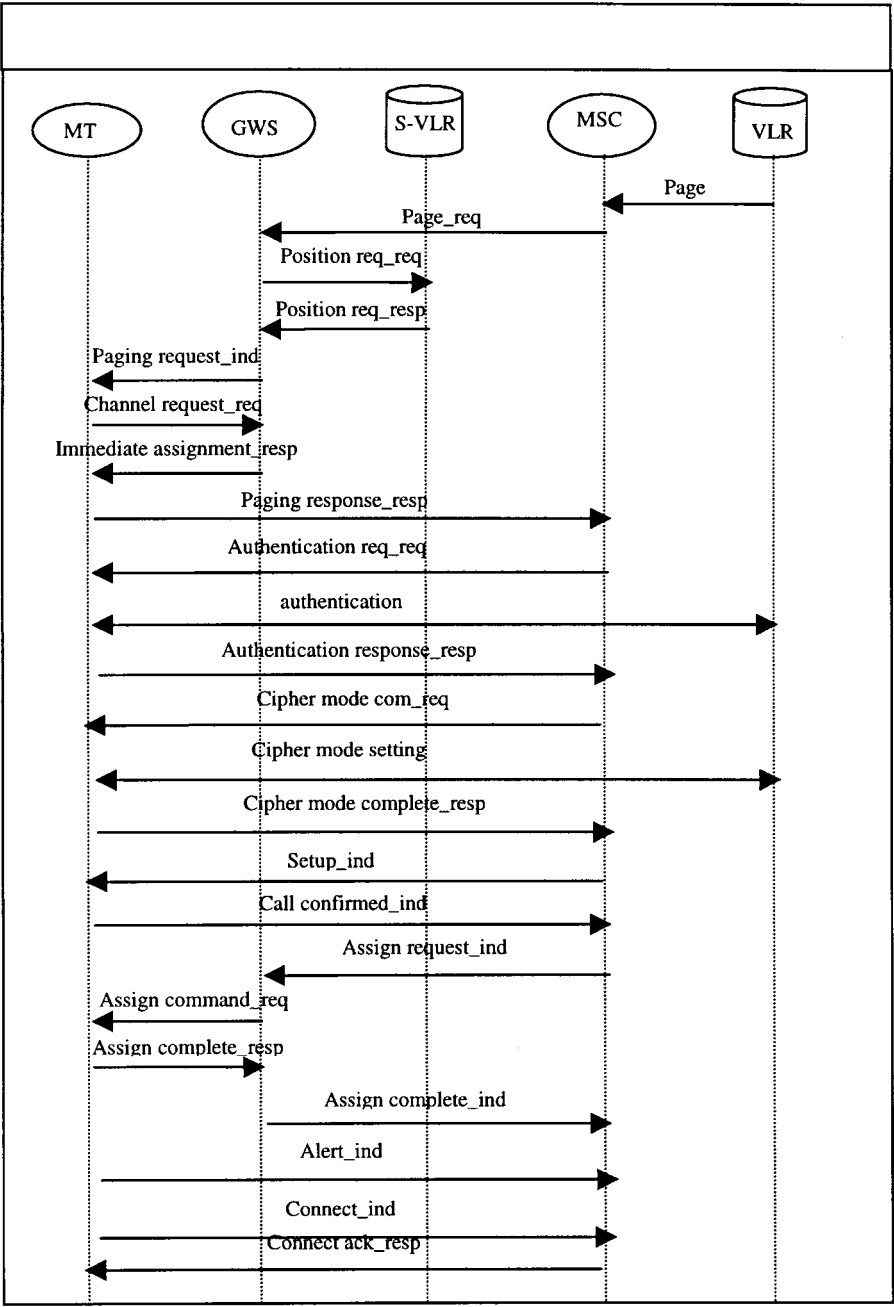 MT
GWS
S-VLR
MSC
VLR
Page
Page_req
Position req_req
Position req_resp
Paging request_ind
Channel request_req
Immediate assignment_resp
Paging response_resp
Authentication req_req
authentication
Authentication response_resp
Cipher mode com_req
Cipher mode setting
Cipher mode complete_resp
Setup_ind
Call confirmed_ind
Assign request_ind
Assign command_req
Assign complete_resp
Assign complete_ind
Alert_ind
Connect_ind
Connect ack_resp